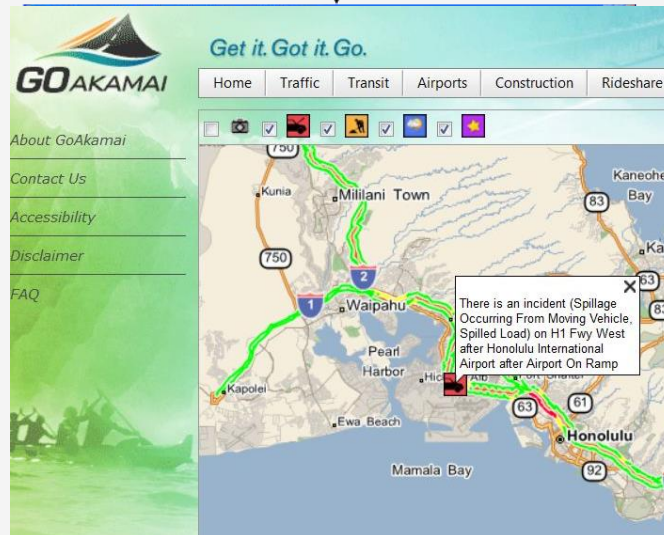 GO AKAMAI
Get it. Got it. Go.
Home Traffic Transit Airports Construction Rideshare
About GoAkamai
Contact Us
Accessibility
Disclaimer
FAQ
750
Kunia
Mililani Town
Kaneohe
Bay
83
750
2
63
1
Waipahu
Pearl
Harbor
There is an incident (Spillage
Occurring From Moving Vehicle,
Spilled Load) on H1 Fwy West
after Honolulu International
Airport after Airport On Ramp
Kapolei
63
61
Ewa Beach
Honolulu
Mamala Bay
92